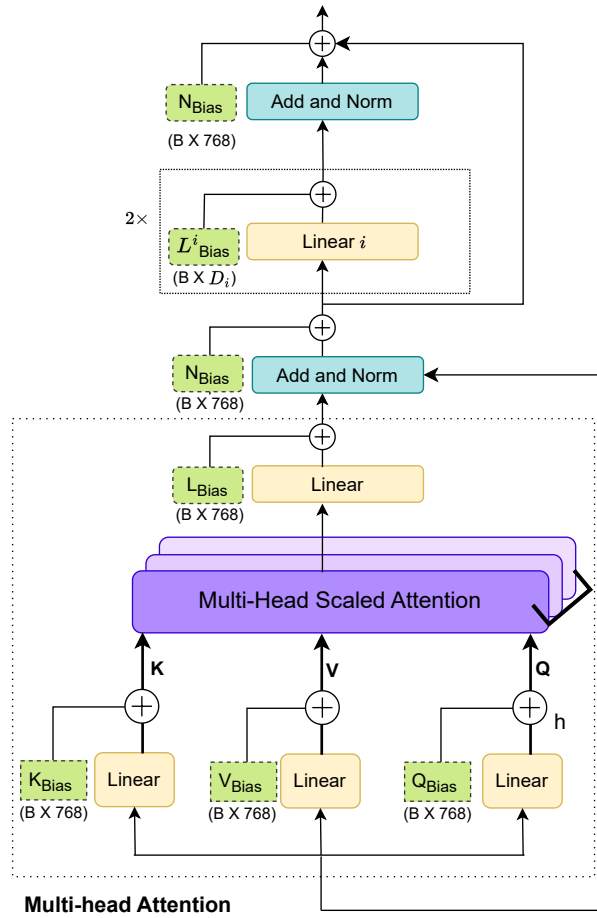 N_Bias
Add and Norm
(B X 768)
2×
L^i_Bias
Linear i
(B X D_i)
N_Bias
Add and Norm
(B X 768)
L_Bias
Linear
(B X 768)
Multi-Head Scaled Attention
K
V
Q
h
K_Bias
Linear
V_Bias
Linear
Q_Bias
Linear
(B X 768)
(B X 768)
(B X 768)
Multi-head Attention